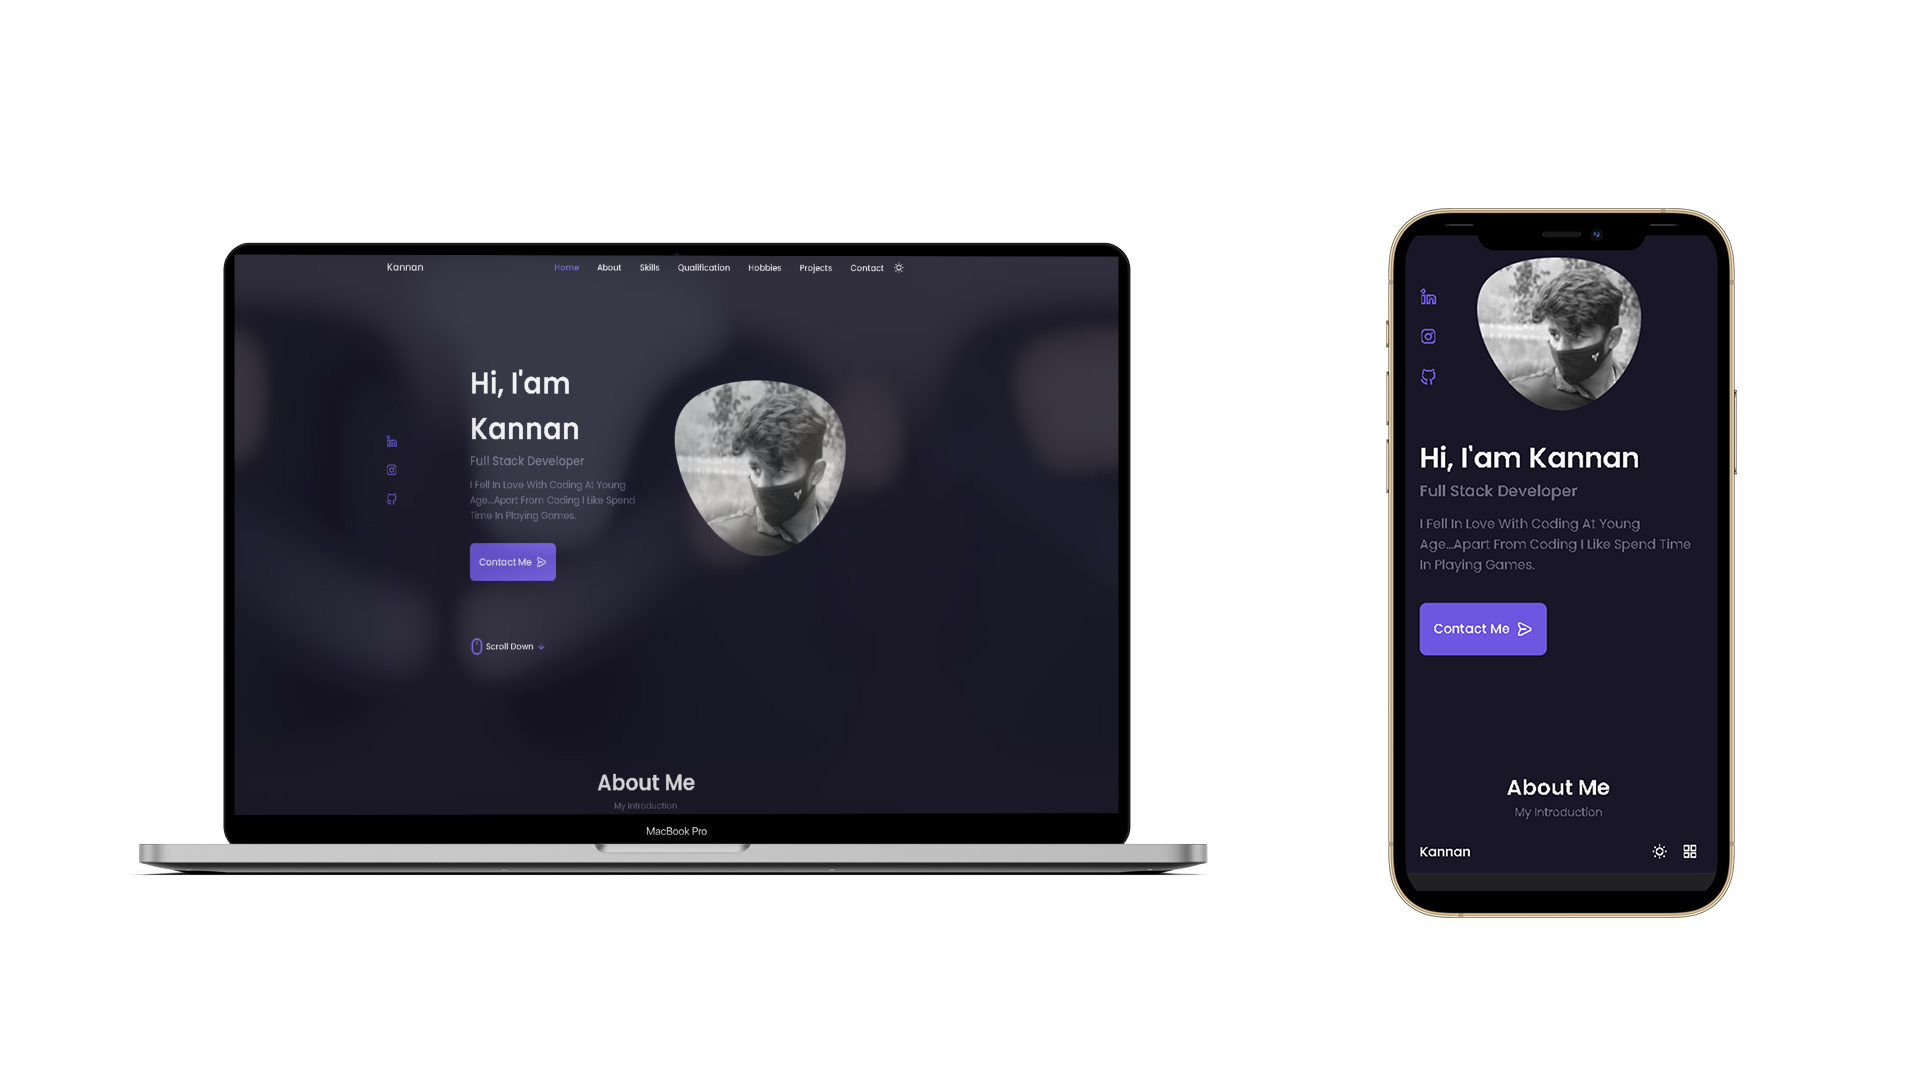 Kannan
Home About Skills Qualification Hobbies Projects Contact
Hi, I'am
Kannan
Full Stack Developer
I Fell In Love With Coding At Young
Age...Apart From Coding I Like Spend
Time In Playing Games.
Contact Me
Scroll Down
About Me
My Introduction
MacBook Pro
Hi, I'am Kannan
Full Stack Developer
I Fell In Love With Coding At Young
Age...Apart From Coding I Like Spend Time
In Playing Games.
Contact Me
About Me
My Introduction
Kannan